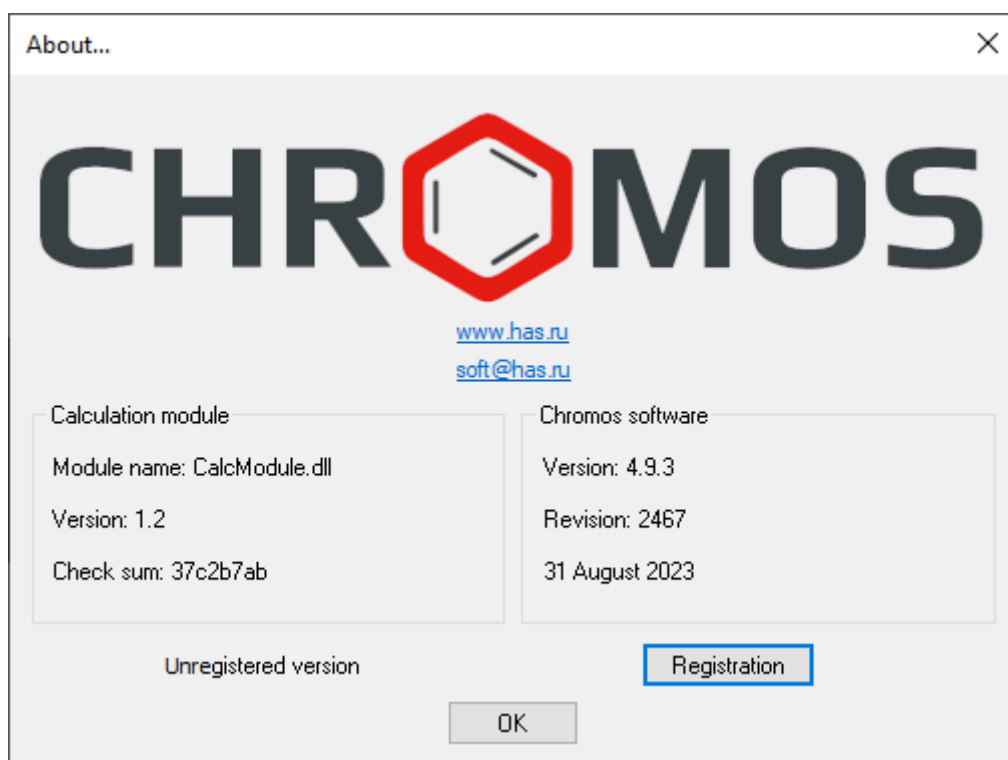 About...
CHROMOS
www.has.ru
soft@has.ru
Calculation module
Module name: CalcModule.dll
Version: 1.2
Check sum: 37c2b7ab
Chromos software
Version: 4.9.3
Revision: 2467
31 August 2023
Unregistered version
Registration
OK